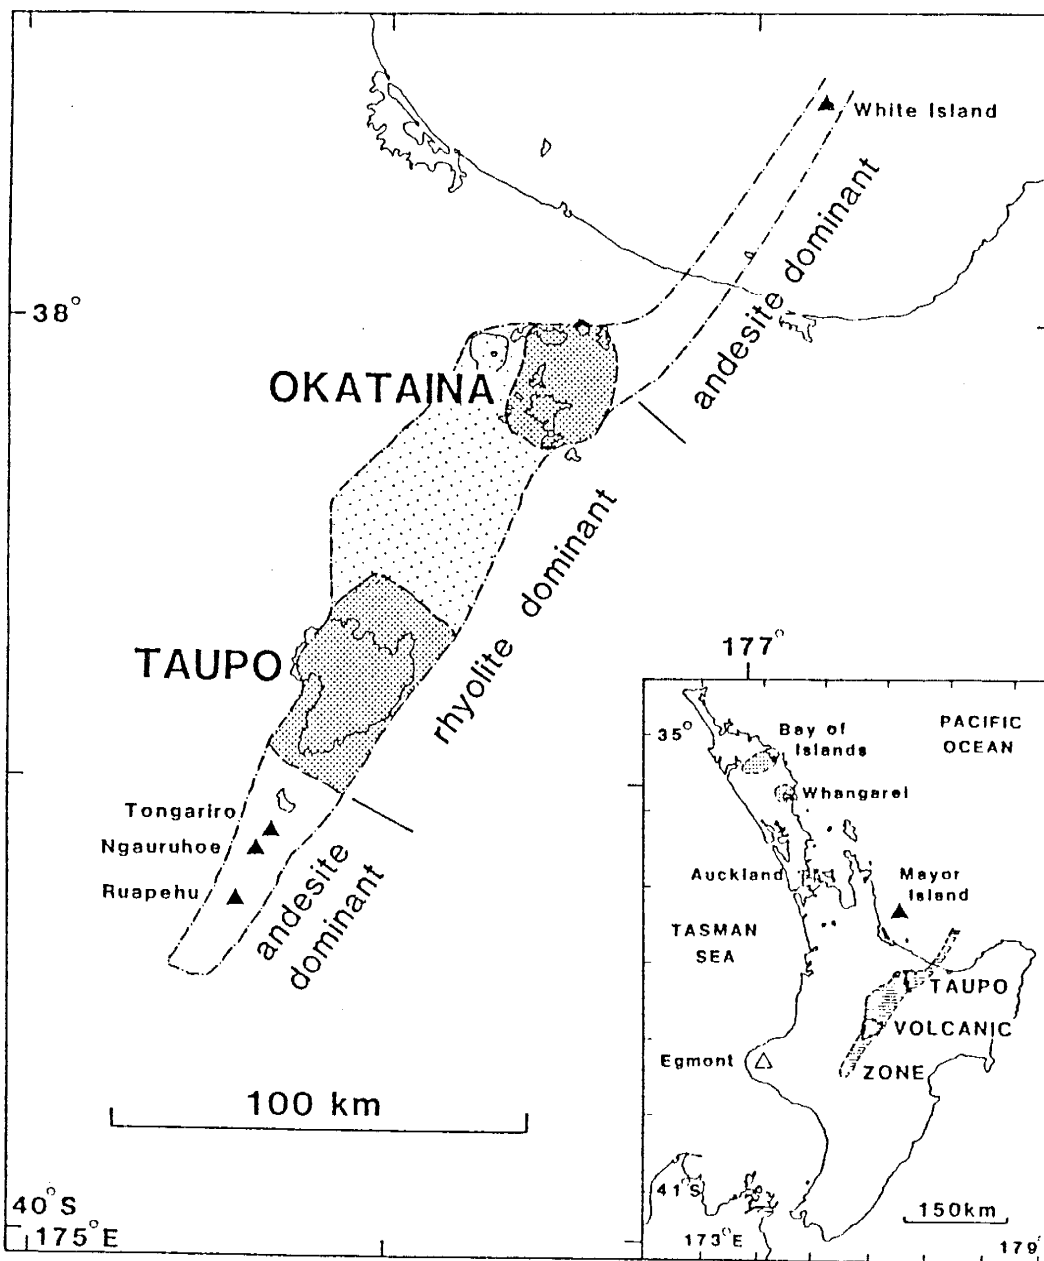 White Island
andesite dominant
38°
OKATAINA
rhyolite dominant
TAUPO
Tongariro
Ngauruhoe
Ruapehu
andesite
dominant
100 km
40°S
175°E
177°
35°
Bay of
Islands
PACIFIC
OCEAN
Whangarei
Auckland
Mayor
Island
TASMAN
SEA
TAUPO
VOLCANIC
ZONE
Egmont
41°S
150km
173°E
179°